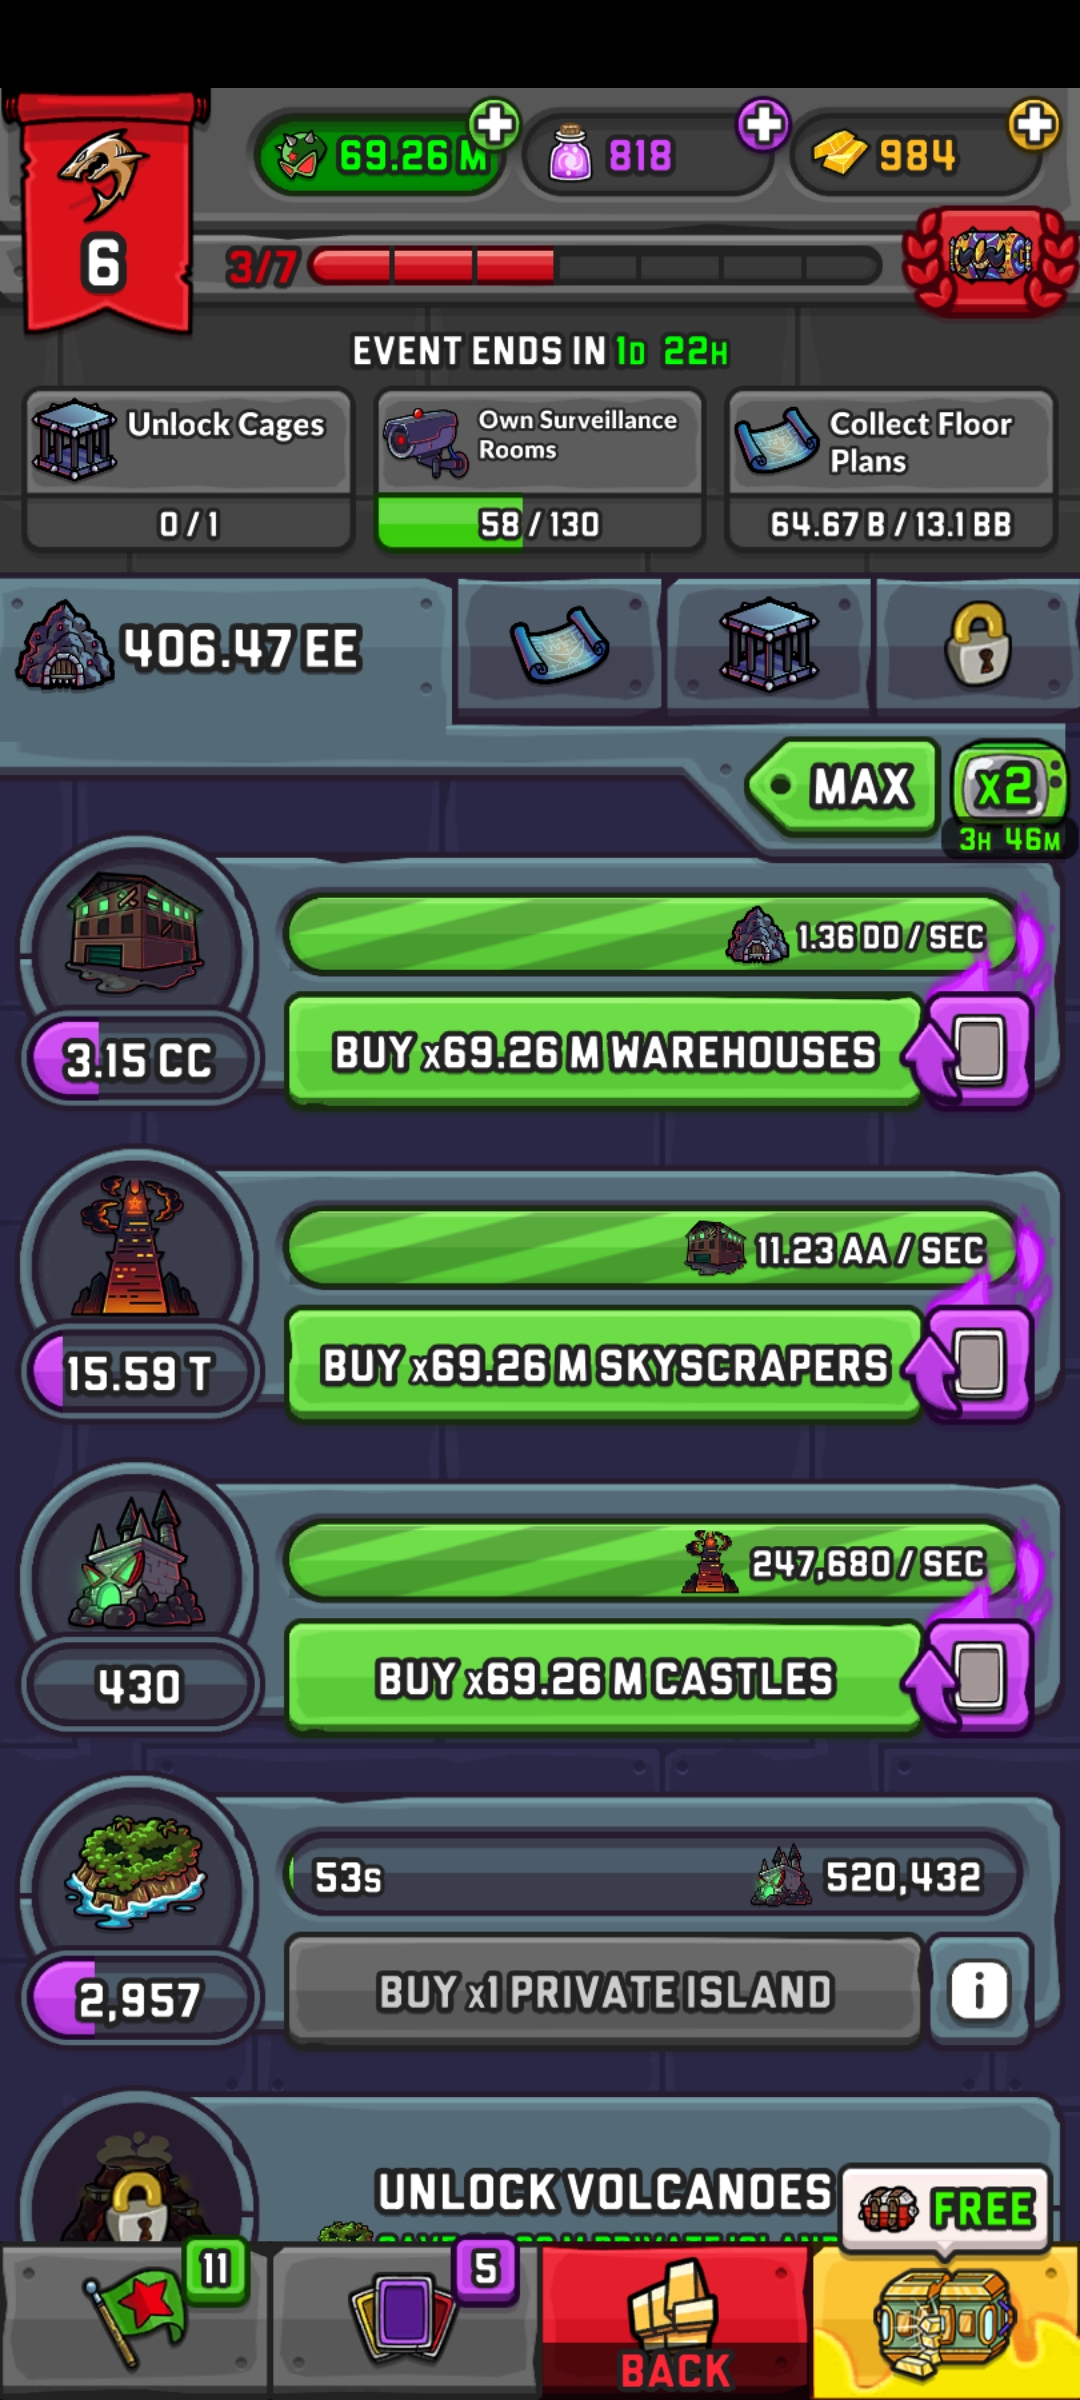 69.26 M
818
984
6
3/7
EVENT ENDS IN 1D 22H
Unlock Cages
0 / 1
Own Surveillance
Rooms
58 / 130
Collect Floor
Plans
64.67 B / 13.1 BB
406.47 EE
MAX
x2
3H 46M
1.36 DD / SEC
3.15 CC
BUY x69.26 M WAREHOUSES
11.23 AA / SEC
15.59 T
BUY x69.26 M SKYSCRAPERS
247,680 / SEC
430
BUY x69.26 M CASTLES
53s
520,432
2,957
BUY x1 PRIVATE ISLAND
i
UNLOCK VOLCANOES
FREE
11
5
BACK